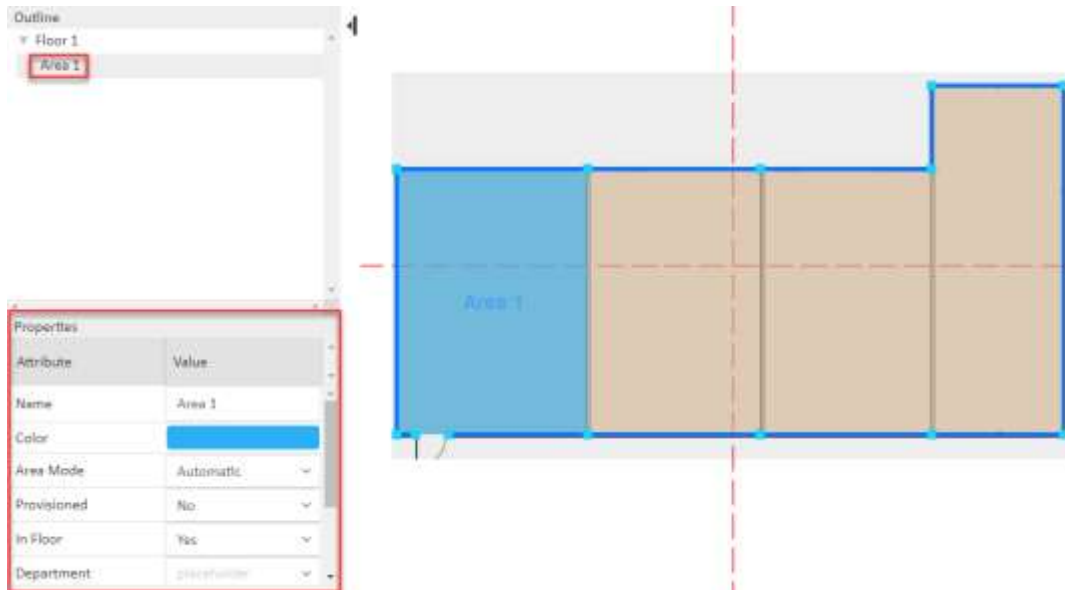 Outline
Floor 1
Area 1
Area 1
Properties
Attribute Value
Name Area 1
Color
Area Mode Automatic
Provisioned No
In Floor Yes
Department placeholder